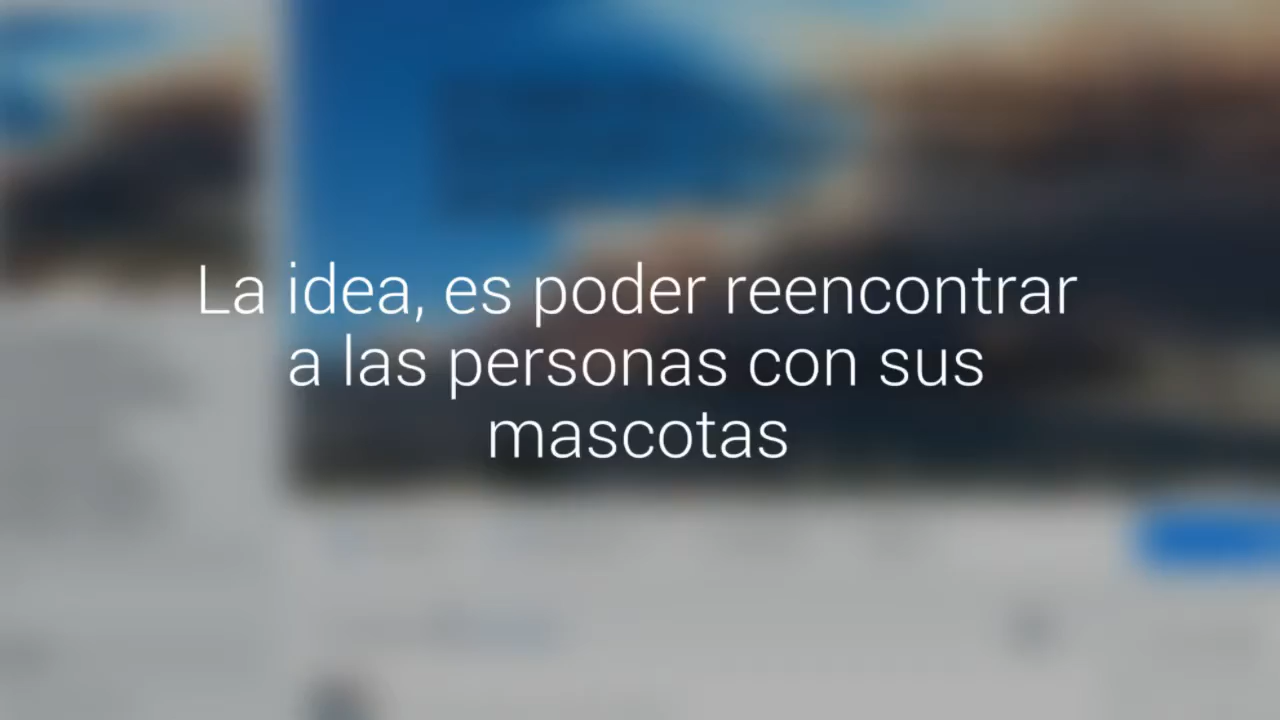 La idea, es poder reencontrar
a las personas con sus
mascotas